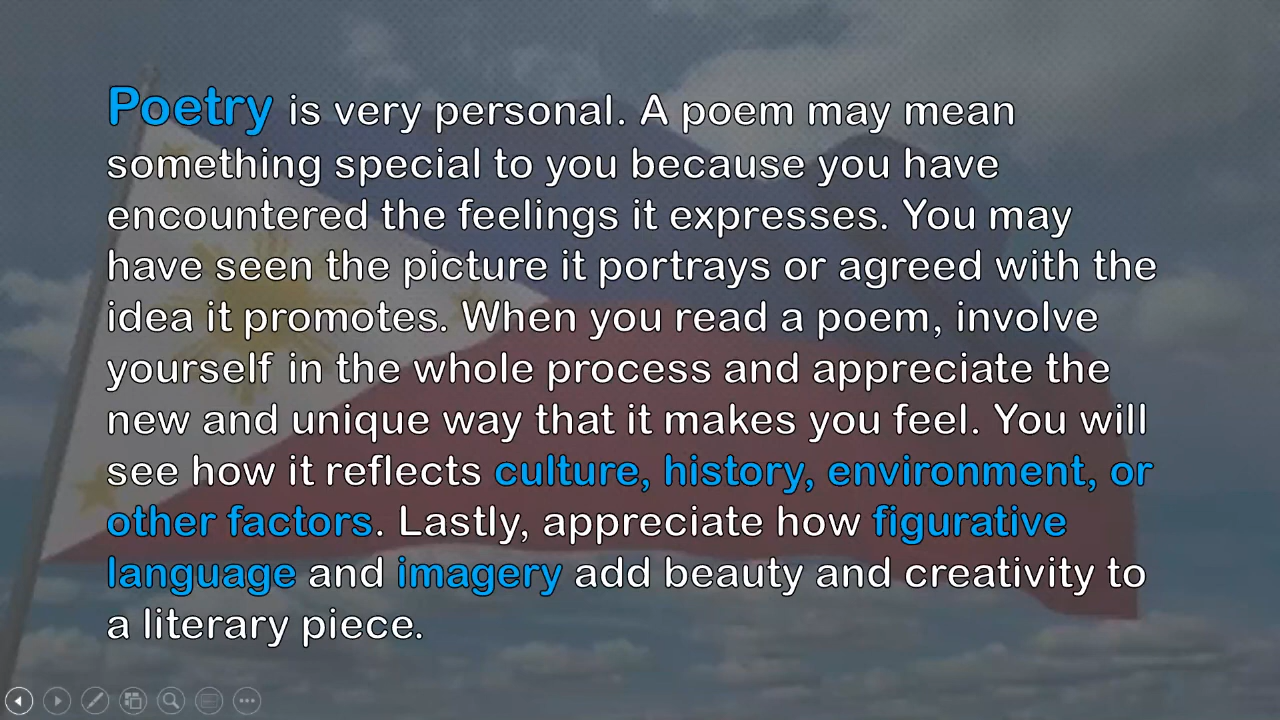 Poetry is very personal. A poem may mean
something special to you because you have
encountered the feelings it expresses. You may
have seen the picture it portrays or agreed with the
idea it promotes. When you read a poem, involve
yourself in the whole process and appreciate the
new and unique way that it makes you feel. You will
see how it reflects culture, history, environment, or
other factors. Lastly, appreciate how figurative
language and imagery add beauty and creativity to
a literary piece.